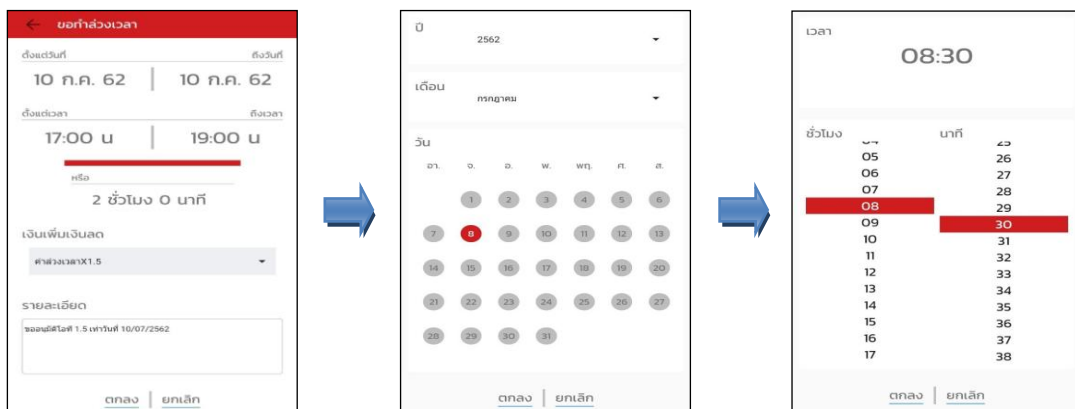 ขอทำล่วงเวลา
ตั้งแต่วันที่ ถึงวันที่
10 ก.ค. 62 10 ก.ค. 62
ตั้งแต่เวลา ถึงเวลา
17:00 น 19:00 น
หรือ
2 ชั่วโมง 0 นาที
เงินเพิ่มเงินลด
ค่าล่วงเวลาX1.5
รายละเอียด
ขออนุมัติโอที 1.5 เท่าวันที่ 10/07/2562
ตกลง ยกเลิก
ปี
2562
เดือน
กรกฎาคม
วัน
อา. จ. อ. พ. พฤ. ศ. ส.
1 2 3 4 5 6
7 8 9 10 11 12 13
14 15 16 17 18 19 20
21 22 23 24 25 26 27
28 29 30 31
ตกลง ยกเลิก
เวลา
08:30
ชั่วโมง นาที
04 25
05 26
06 27
07 28
08 29
09 30
10 31
11 32
12 33
13 34
14 35
15 36
16 37
17 38
ตกลง ยกเลิก